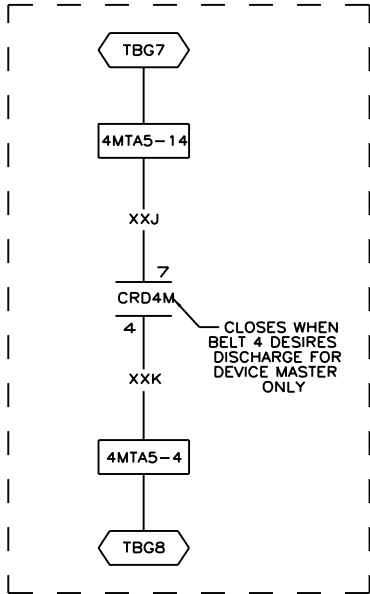 TBG7
4MTA5-14
XXJ
7
CRD4M
4
CLOSES WHEN
BELT 4 DESIRES
DISCHARGE FOR
DEVICE MASTER
ONLY
XXK
4MTA5-4
TBG8